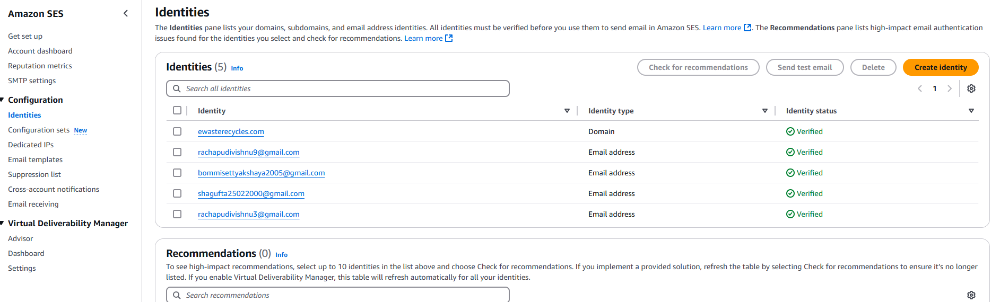 Amazon SES
Get set up
Account dashboard
Reputation metrics
SMTP settings
Configuration
Identities
Configuration sets New
Dedicated IPs
Email templates
Suppression list
Cross-account notifications
Email receiving
Virtual Deliverability Manager
Advisor
Dashboard
Settings
Identities
The Identities pane lists your domains, subdomains, and email address identities. All identities must be verified before you use them to send email in Amazon SES. Learn more. The Recommendations pane lists high-impact email authentication
issues found for the identities you select and check for recommendations. Learn more
Identities (5) Info
Check for recommendations Send test email Delete Create identity
Search all identities
1
Identity Identity type Identity status
ewasterecycles.com Domain Verified
rachapudivishnu9@gmail.com Email address Verified
bommisettyakshaya2005@gmail.com Email address Verified
shagufta25022000@gmail.com Email address Verified
rachapudivishnu3@gmail.com Email address Verified
Recommendations (0) Info
To see high-impact recommendations, select up to 10 identities in the list above and choose Check for recommendations. If you implement a provided solution, refresh the table by selecting Check for recommendations to ensure it's no longer
listed. If you enable Virtual Deliverability Manager, this table will refresh automatically for all your identities.
Search recommendations